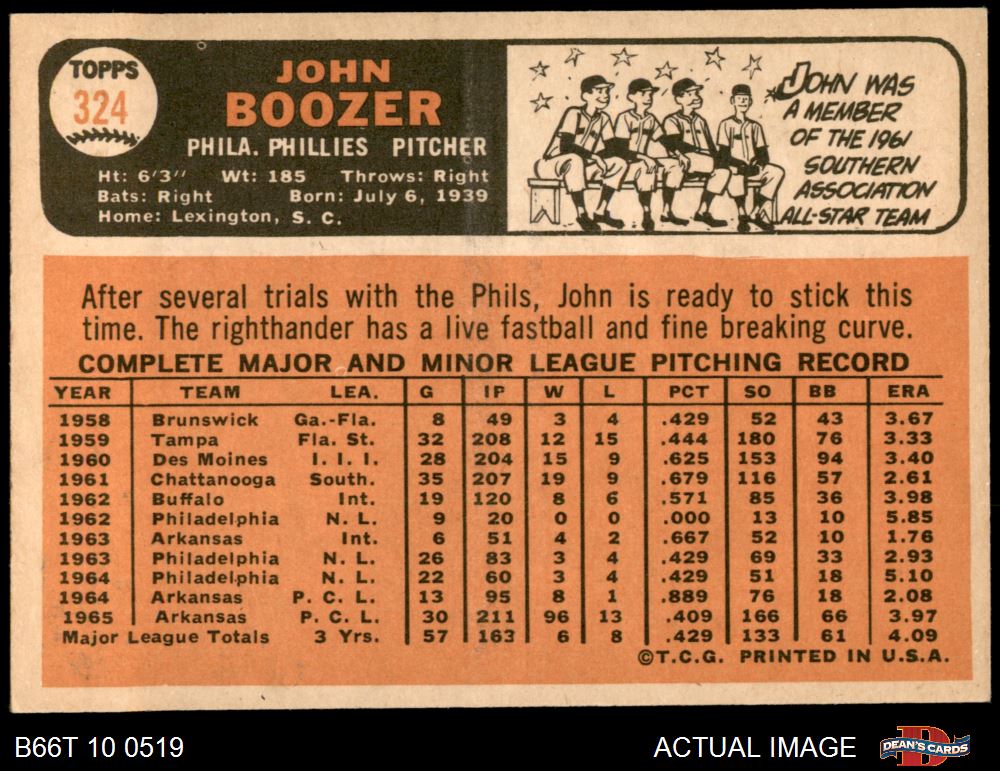 TOPPS
324
JOHN
BOOZER
PHILA. PHILLIES PITCHER
Ht: 6'3" Wt: 185 Throws: Right
Bats: Right Born: July 6, 1939
Home: Lexington, S. C.
JOHN WAS
A MEMBER
OF THE 1961
SOUTHERN
ASSOCIATION
ALL-STAR TEAM
After several trials with the Phils, John is ready to stick this
time. The righthander has a live fastball and fine breaking curve.
COMPLETE MAJOR AND MINOR LEAGUE PITCHING RECORD
YEAR TEAM LEA. G IP W L PCT SO BB ERA
1958 Brunswick Ga.-Fla. 8 49 3 4 .429 52 43 3.67
1959 Tampa Fla. St. 32 208 12 15 .444 180 76 3.33
1960 Des Moines I. I. I. 28 204 15 9 .625 153 94 3.40
1961 Chattanooga South. 35 207 19 9 .679 116 57 2.61
1962 Buffalo Int. 19 120 8 6 .571 85 36 3.98
1962 Philadelphia N. L. 9 20 0 0 .000 13 10 5.85
1963 Arkansas Int. 6 51 4 2 .667 52 10 1.76
1963 Philadelphia N. L. 26 83 3 4 .429 69 33 2.93
1964 Philadelphia N. L. 22 60 3 4 .429 51 18 5.10
1964 Arkansas P. C. L. 13 95 8 1 .889 76 18 2.08
1965 Arkansas P. C. L. 30 211 96 13 .409 166 66 3.97
Major League Totals 3 Yrs. 57 163 6 8 .429 133 61 4.09
©T.C.G. PRINTED IN U.S.A.
B66T 10 0519
ACTUAL IMAGE
DEAN'S CARDS